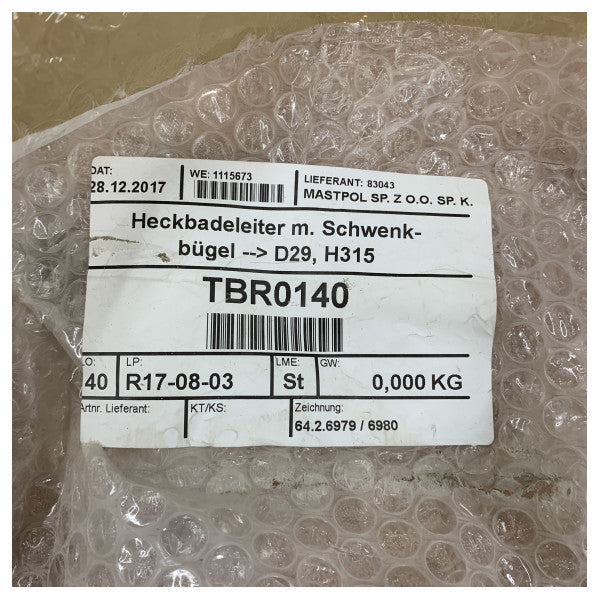 DAT:
28.12.2017
WE: 1115673
LIEFERANT: 83043
MASTPOL SP. Z O.O. SP. K.
Heckbadeleiter m. Schwenk-
bügel --> D29, H315
TBR0140
LO:
40
LP:
R17-08-03
LME:
St
GW:
0,000 KG
Artnr. Lieferant:
KT/KS:
Zeichnung:
64.2.6979 / 6980